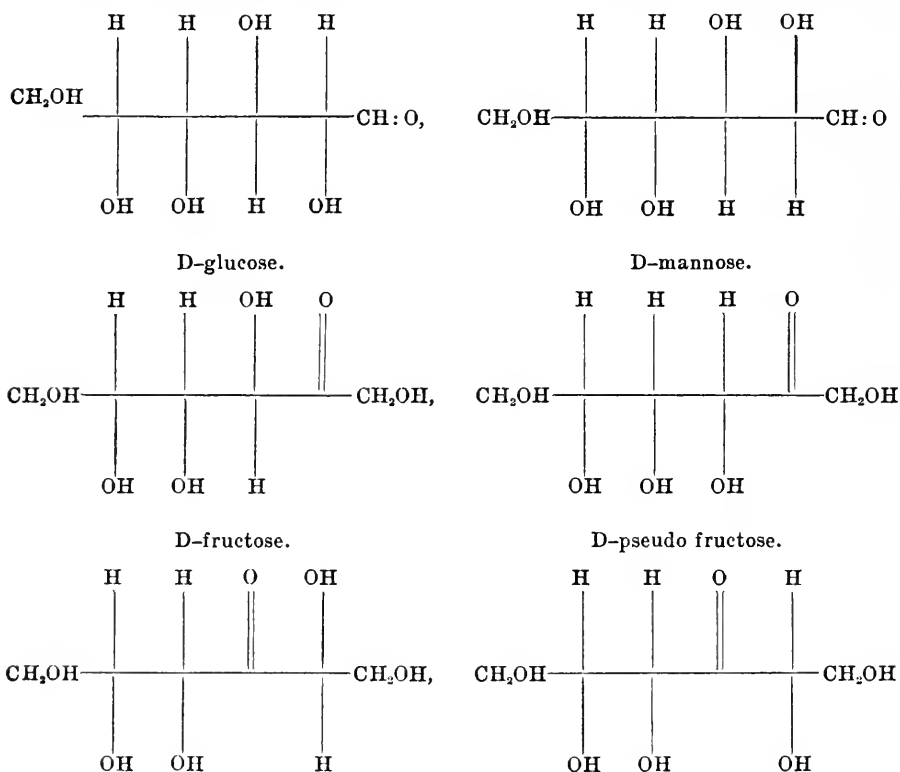 H H OH H H H OH OH
CH₂OH CH:O, CH₂OH CH:O
OH OH H OH OH OH H H
D-glucose. D-mannose.
H H OH O H H H O
CH₂OH CH₂OH, CH₂OH CH₂OH
OH OH H OH OH OH
D-fructose. D-pseudo fructose.
H H O OH H H O H
CH₂OH CH₂OH, CH₂OH CH₂OH
OH OH H OH OH OH